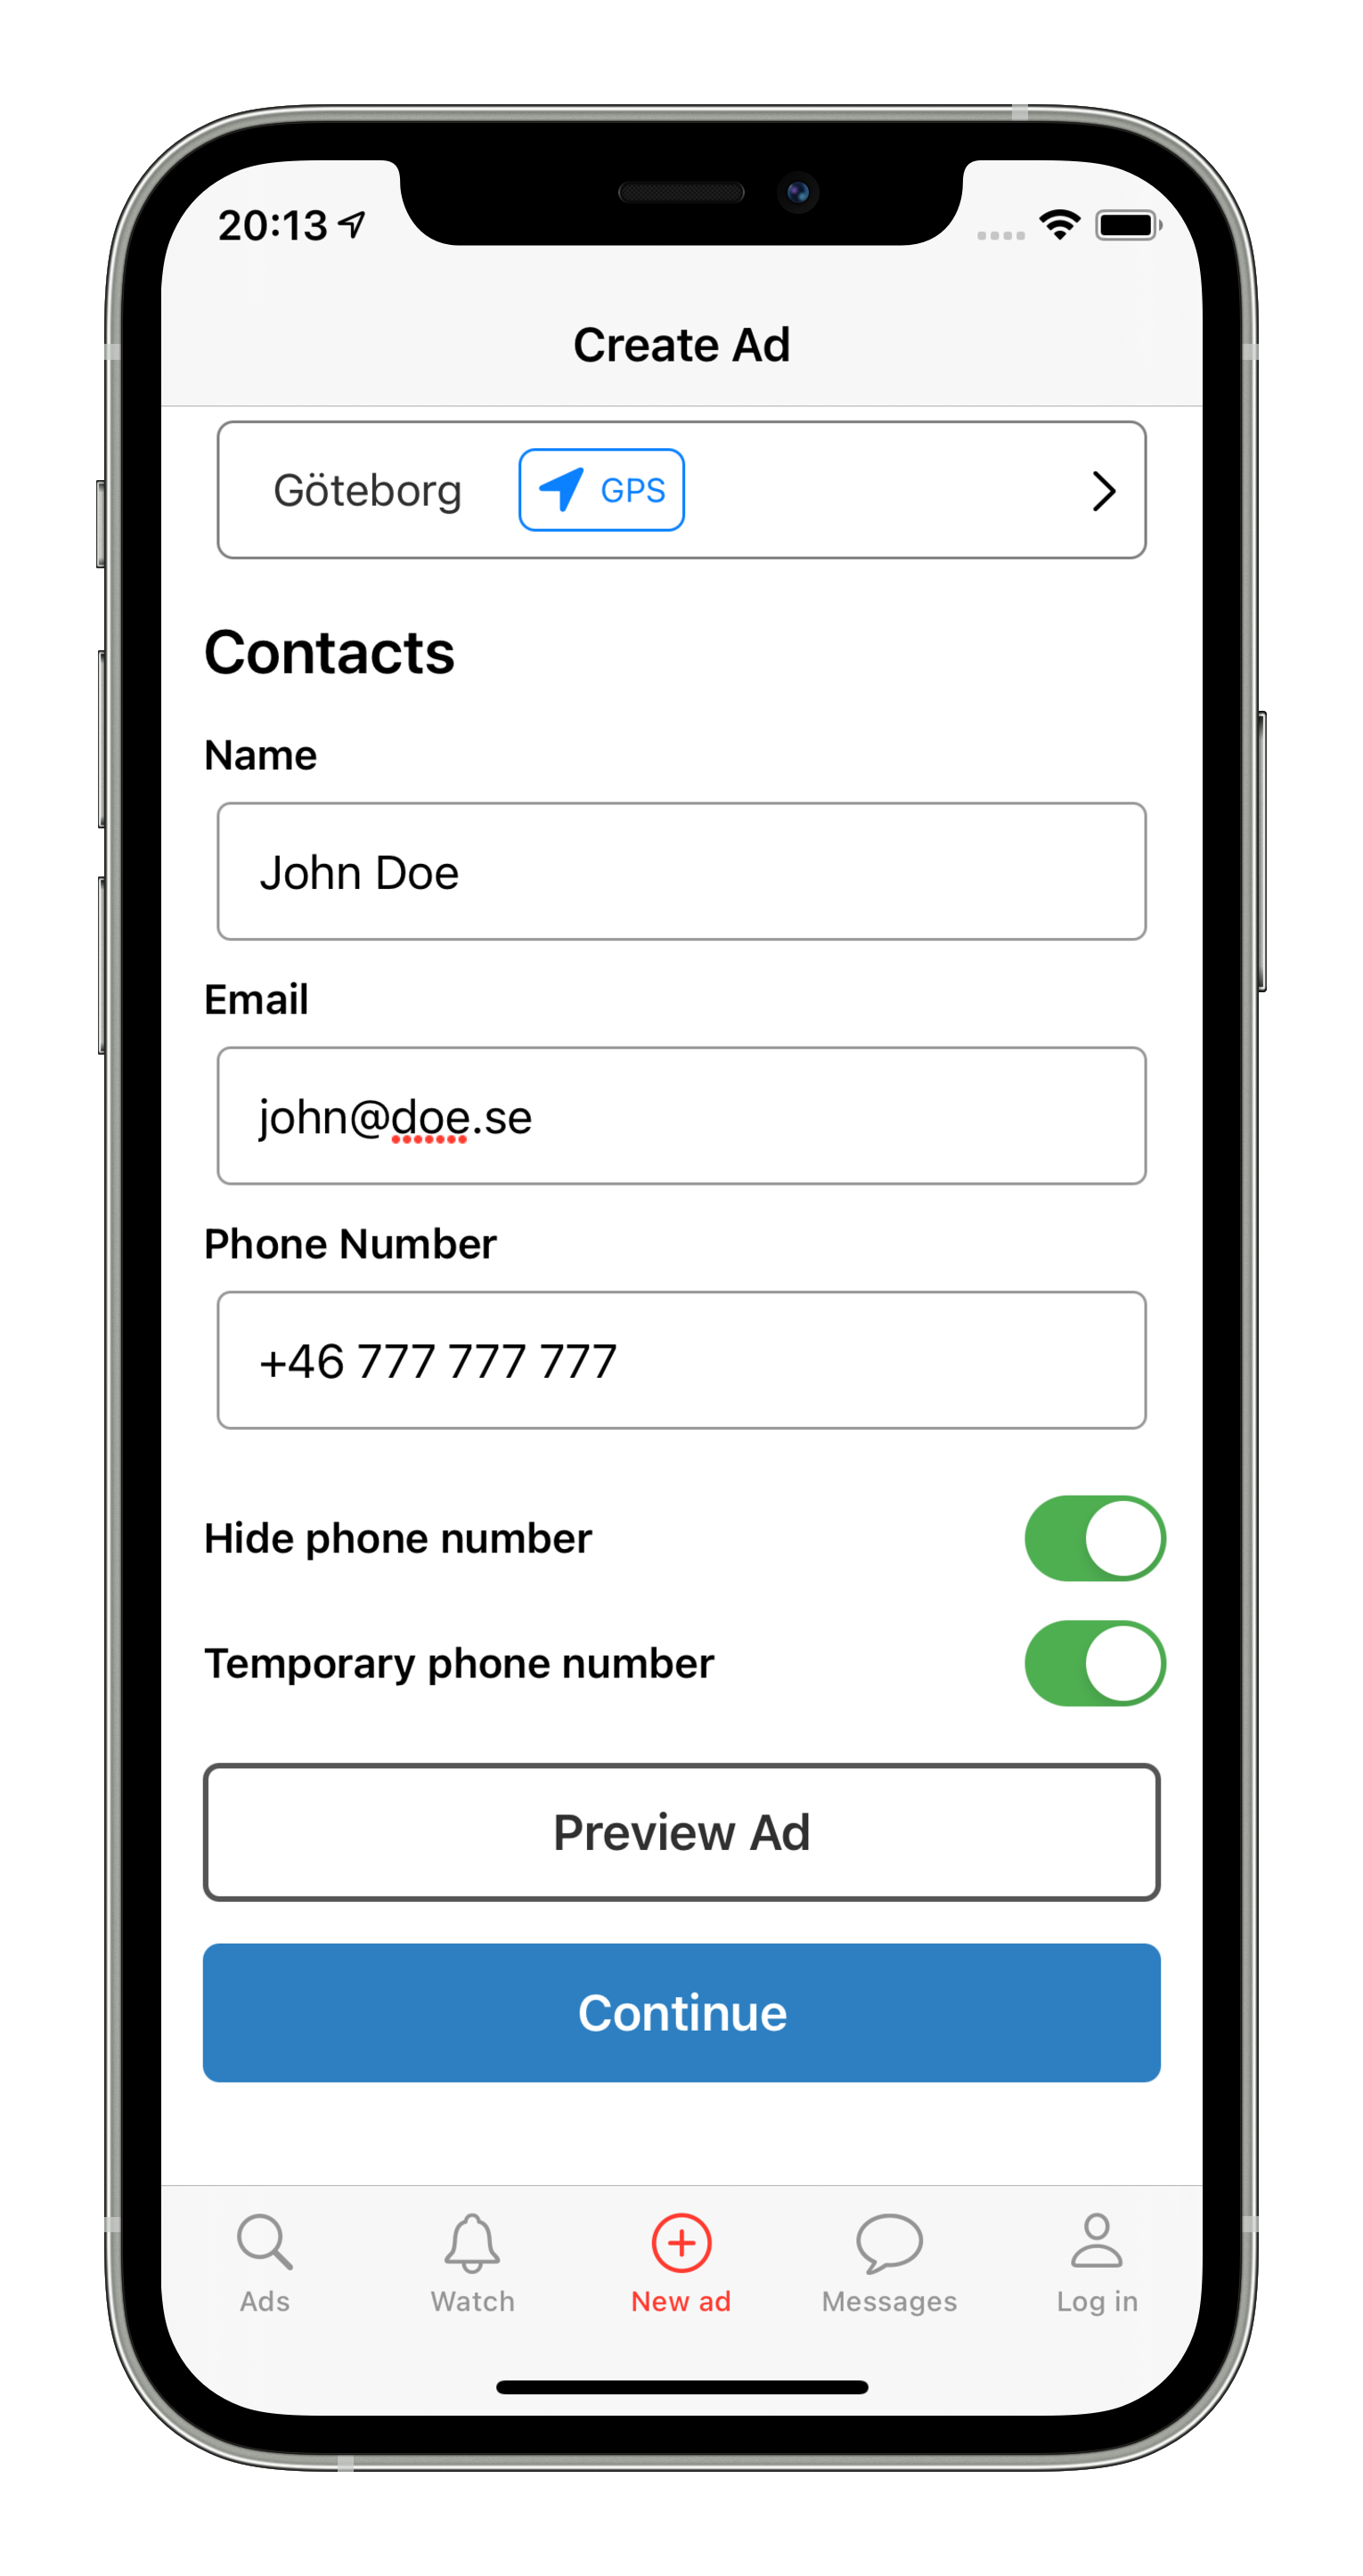 20:13
Create Ad
Göteborg GPS
Contacts
Name
John Doe
Email
john@doe.se
Phone Number
+46 777 777 777
Hide phone number
Temporary phone number
Preview Ad
Continue
Ads Watch New ad Messages Log in